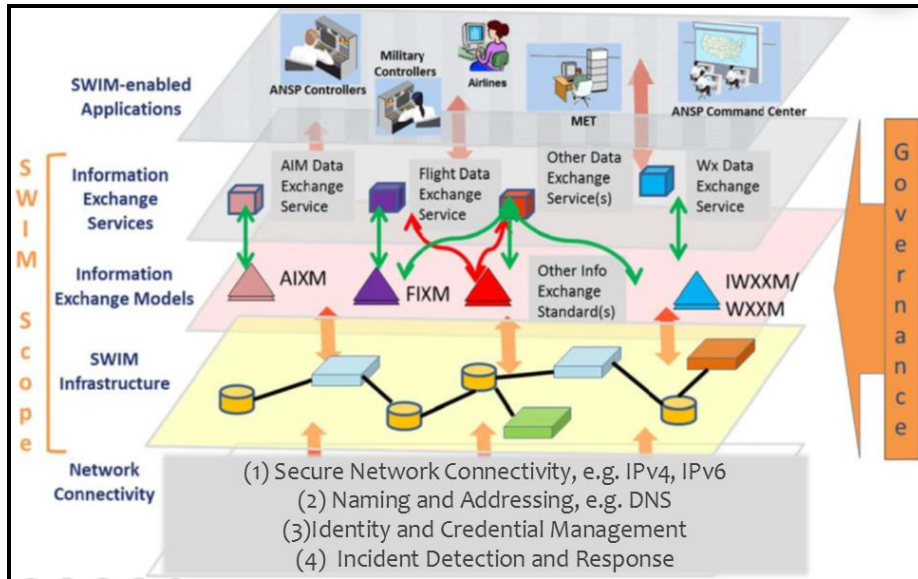 SWIM-enabled
Applications
ANSP Controllers
Military
Controllers
Airlines
MET
ANSP Command Center
SWIM Scope
Information
Exchange
Services
AIM Data
Exchange
Service
Flight Data
Exchange
Service
Other Data
Exchange
Service(s)
Wx Data
Exchange
Service
Information
Exchange Models
AIXM
FIXM
Other Info
Exchange
Standard(s)
IWXXM/
WXXM
SWIM
Infrastructure
Network
Connectivity
(1) Secure Network Connectivity, e.g. IPv4, IPv6
(2) Naming and Addressing, e.g. DNS
(3)Identity and Credential Management
(4) Incident Detection and Response
Governance